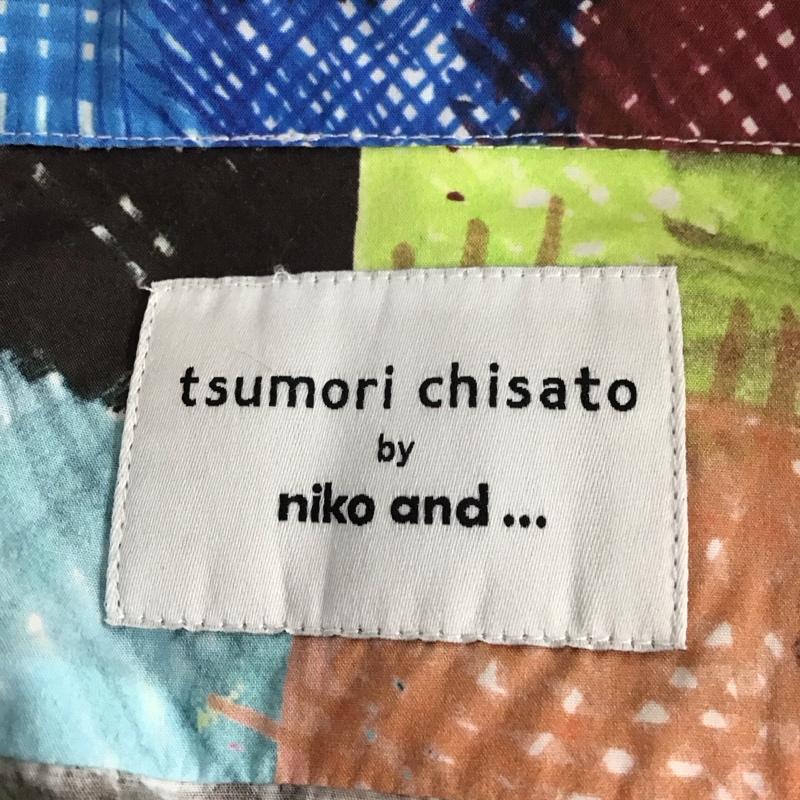 tsumori chisato
by
niko and ...